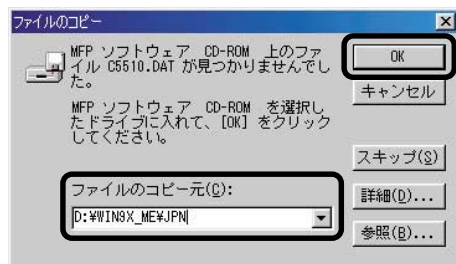 ファイルのコピー
MFP ソフトウェア CD-ROM 上のファ
イル C5510.DAT が見つかりませんでし
た。
MFP ソフトウェア CD-ROM を選択し
たドライブに入れて、[OK] をクリック
してください。
ファイルのコピー元(C):
D:¥WIN9X_ME¥JPN
OK
キャンセル
スキップ(S)
詳細(D)...
参照(B)...